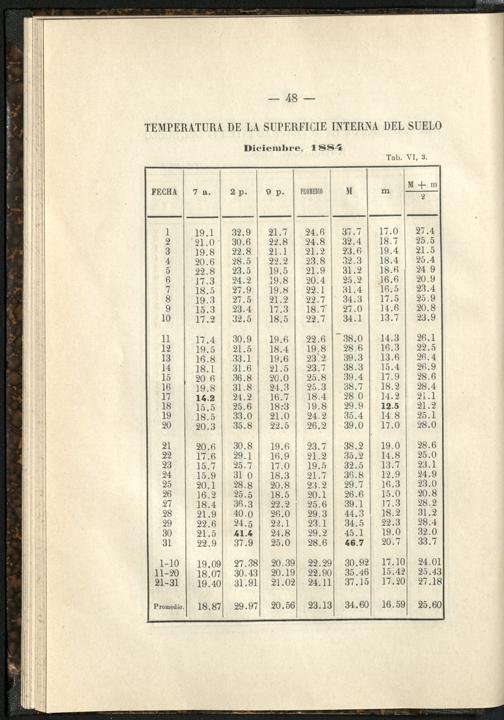 — 48 —
TEMPERATURA DE LA SUPERFICIE INTERNA DEL SUELO
Diciembre, 1884
Tab. VI, 3.
FECHA 7 a. 2 p. 9 p. PROMEDIO M m M + m
2
1 19.1 32.9 21.7 24.6 37.7 17.0 27.4
2 21.0 30.6 22.8 24.8 32.4 18.7 25.5
3 19.8 22.8 21.1 21.2 23.6 19.4 21.5
4 20.6 28.5 22.2 23.8 32.3 18.4 25.4
5 22.8 23.5 19.5 21.9 31.2 18.6 24 9
6 17.3 24.2 19.8 20.4 25.2 16.6 20.9
7 18.5 27.9 19.8 22.1 31.4 16.5 23.4
8 19.3 27.5 21.2 22.7 34.3 17.5 25.9
9 15.3 23.4 17.3 18.7 27.0 14.6 20.8
10 17.2 32.5 18.5 22.7 34.1 13.7 23.9
11 17.4 30.9 19.6 22.6 38.0 14.3 26.1
12 19.5 21.5 18.4 19.8 28.6 16.3 22.5
13 16.8 33.1 19.6 23.2 39.3 13.6 26.4
14 18.1 31.6 21.5 23.7 38.3 15.4 26.9
15 20 6 36.8 20.0 25.8 39.4 17.9 28.6
16 19.8 31.8 24.3 25.3 38.7 18.2 28.4
17 14.2 24.2 16.7 18.4 28 0 14.2 21.1
18 15.5 25.6 18.3 19.8 29.9 12.5 21.2
19 18.5 33.0 21.0 24.2 35.4 14 8 25.1
20 20.3 35.8 22.5 26.2 39.0 17.0 28.0
21 20.6 30.8 19.6 23.7 38.2 19.0 28.6
22 17.6 29.1 16.9 21.2 35.2 14.8 25.0
23 15.7 25.7 17.0 19.5 32.5 13.7 23.1
24 15.9 31 0 18.3 21.7 36.8 12.9 24.9
25 20.1 28.8 20.8 23.2 29.7 16.3 23.0
26 16.2 25.5 18.5 20.1 26.6 15.0 20.8
27 18.4 36.3 22.2 25.6 39.1 17.3 28.2
28 21.9 40.0 26.0 29.3 44.3 18.2 31.2
29 22.6 24.5 22.1 23.1 34.5 22.3 28.4
30 21.5 41.4 24.8 29.2 45.1 19.0 32.0
31 22.9 37.9 25.0 28.6 46.7 20.7 33.7
1-10 19.09 27.38 20.39 22.29 30.92 17.10 24.01
11-20 18.07 30.43 20.19 22.90 35.46 15.42 25.43
21-31 19.40 31.91 21.02 24.11 37.15 17.20 27.18
Promedio. 18.87 29.97 20.56 23.13 34.60 16.59 25.60